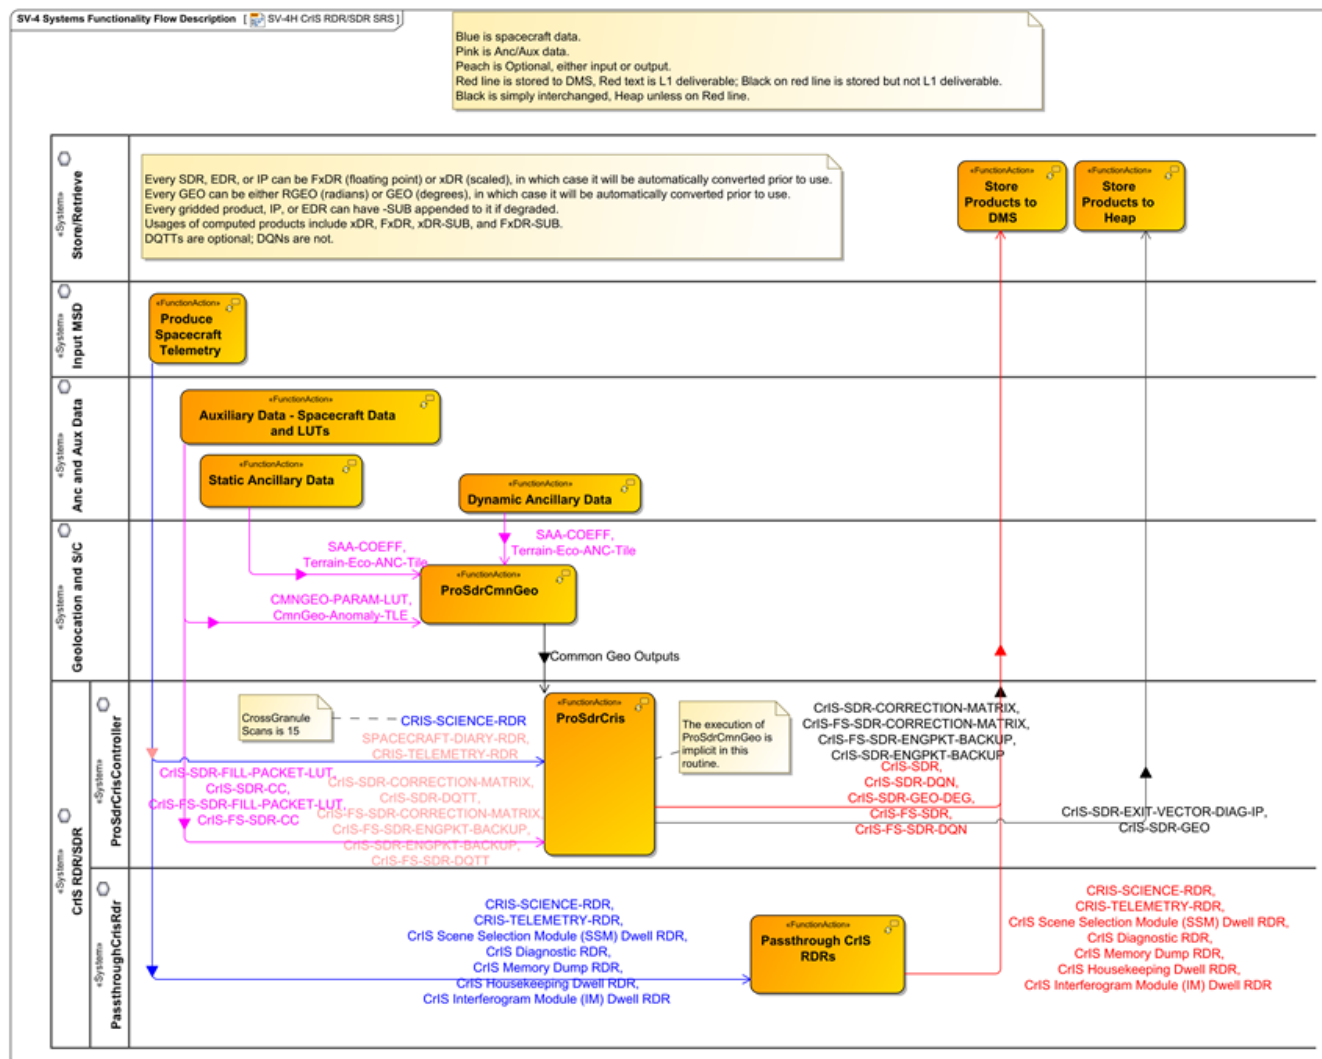 SV-4 Systems Functionality Flow Description [ SV-4H CrIS RDR/SDR SRS ]
Blue is spacecraft data.
Pink is Anc/Aux data.
Peach is Optional, either input or output.
Red line is stored to DMS, Red text is L1 deliverable; Black on red line is stored but not L1 deliverable.
Black is simply interchanged, Heap unless on Red line.
«System»
Store/Retrieve
Every SDR, EDR, or IP can be FxDR (floating point) or xDR (scaled), in which case it will be automatically converted prior to use.
Every GEO can be either RGEO (radians) or GEO (degrees), in which case it will be automatically converted prior to use.
Every gridded product, IP, or EDR can have -SUB appended to it if degraded.
Usages of computed products include xDR, FxDR, xDR-SUB, and FxDR-SUB.
DQTTs are optional; DQNs are not.
«FunctionAction»
Store
Products to
DMS
«FunctionAction»
Store
Products to
Heap
«System»
Input MSD
«FunctionAction»
Produce
Spacecraft
Telemetry
«System»
Anc and Aux Data
«FunctionAction»
Auxiliary Data - Spacecraft Data
and LUTs
«FunctionAction»
Static Ancillary Data
«FunctionAction»
Dynamic Ancillary Data
«System»
Geolocation and S/C
SAA-COEFF,
Terrain-Eco-ANC-Tile
SAA-COEFF,
Terrain-Eco-ANC-Tile
«FunctionAction»
ProSdrCmnGeo
CMNGEO-PARAM-LUT,
CmnGeo-Anomaly-TLE
Common Geo Outputs
«System»
CrIS RDR/SDR
«System»
ProSdrCrisController
CrossGranule
Scans is 15
CRIS-SCIENCE-RDR
SPACECRAFT-DIARY-RDR,
CRIS-TELEMETRY-RDR
CrIS-SDR-FILL-PACKET-LUT,
CrIS-SDR-CC,
CrIS-FS-SDR-FILL-PACKET-LUT,
CrIS-FS-SDR-CC
CrIS-SDR-CORRECTION-MATRIX,
CrIS-SDR-DQTT,
CrIS-FS-SDR-CORRECTION-MATRIX,
CrIS-FS-SDR-ENGPKT-BACKUP,
CrIS-SDR-ENGPKT-BACKUP,
CrIS-FS-SDR-DQTT
«FunctionAction»
ProSdrCris
The execution of
ProSdrCmnGeo is
implicit in this
routine.
CrIS-SDR-CORRECTION-MATRIX,
CrIS-FS-SDR-CORRECTION-MATRIX,
CrIS-FS-SDR-ENGPKT-BACKUP,
CrIS-SDR-ENGPKT-BACKUP
CrIS-SDR,
CrIS-SDR-DQN,
CrIS-SDR-GEO-DEG,
CrIS-FS-SDR,
CrIS-FS-SDR-DQN
CrIS-SDR-EXIT-VECTOR-DIAG-IP,
CrIS-SDR-GEO
«System»
PassthroughCrisRdr
CRIS-SCIENCE-RDR,
CRIS-TELEMETRY-RDR,
CrIS Scene Selection Module (SSM) Dwell RDR,
CrIS Diagnostic RDR,
CrIS Memory Dump RDR,
CrIS Housekeeping Dwell RDR,
CrIS Interferogram Module (IM) Dwell RDR
«FunctionAction»
Passthrough CrIS
RDRs
CRIS-SCIENCE-RDR,
CRIS-TELEMETRY-RDR,
CrIS Scene Selection Module (SSM) Dwell RDR,
CrIS Diagnostic RDR,
CrIS Memory Dump RDR,
CrIS Housekeeping Dwell RDR,
CrIS Interferogram Module (IM) Dwell RDR